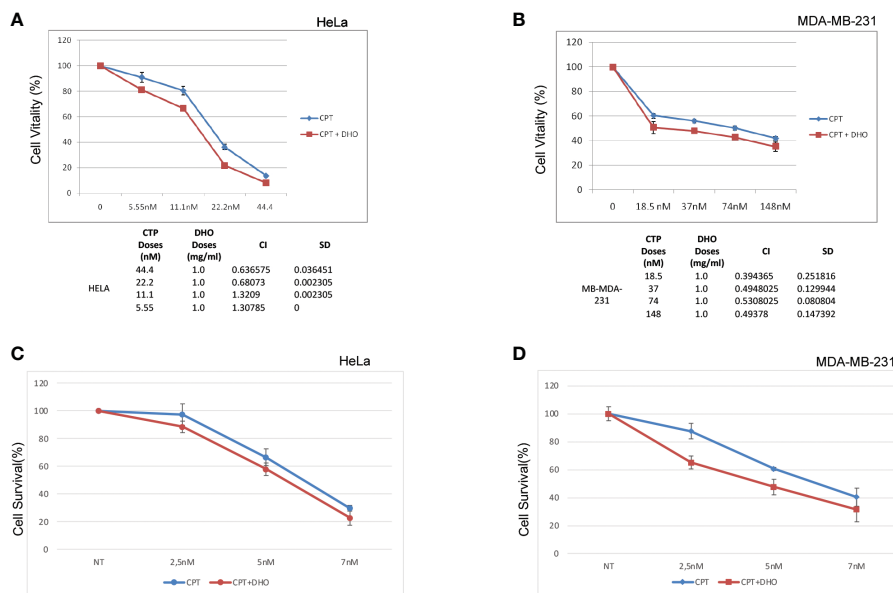 A
HeLa
120
100
80
60
40
20
0
Cell Vitality (%)
0 5.55nM 11.1nM 22.2nM 44.4
CPT
CPT + DHO
CTP Doses (nM) DHO Doses (mg/ml) CI SD
HELA
44.4 1.0 0.636575 0.036451
22.2 1.0 0.68073 0.002305
11.1 1.0 1.3209 0.002305
5.55 1.0 1.30785 0
B
MDA-MB-231
120
100
80
60
40
20
0
Cell Vitality (%)
0 18.5 nM 37nM 74nM 148nM
CPT
CPT + DHO
CTP Doses (nM) DHO Doses (mg/ml) CI SD
MB-MDA-
231
18.5 1.0 0.394365 0.251816
37 1.0 0.4948025 0.129944
74 1.0 0.5308025 0.080804
148 1.0 0.49378 0.147392
C
HeLa
120
100
80
60
40
20
0
Cell Survival(%)
NT 2,5nM 5nM 7nM
CPT CPT+DHO
D
MDA-MB-231
120
100
80
60
40
20
0
Cell Survival(%)
NT 2,5nM 5nM 7nM
CPT CPT+DHO